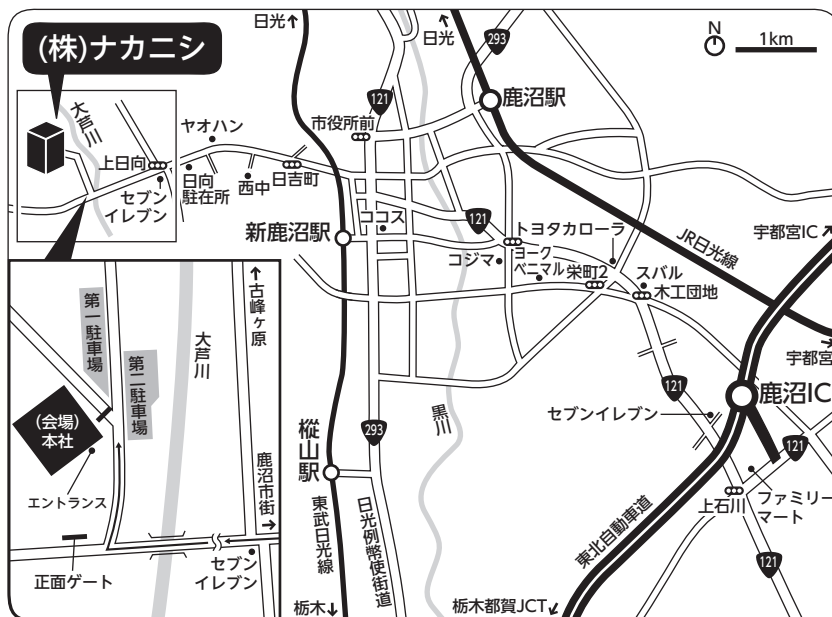 (株)ナカニシ
日光↑
↑
日光
293
N
1km
鹿沼駅
121
市役所前
大芦川
ヤオハン
上日向
セブン
イレブン
日向
駐在所
西中
日吉町
新鹿沼駅
ココス
121
トヨタカローラ
コジマ
ヨーク
ベニマル
栄町2
スバル
木工団地
JR日光線
宇都宮IC
宇都宮
鹿沼IC
121
セブンイレブン
121
上石川
ファミリー
マート
121
東北自動車道
栃木都賀JCT
黒川
293
樅山駅
東武日光線
日光例幣使街道
栃木↓
第一駐車場
第二駐車場
大芦川
↑古峰ヶ原
(会場)
本社
エントランス
鹿沼市街→
正面ゲート
セブン
イレブン